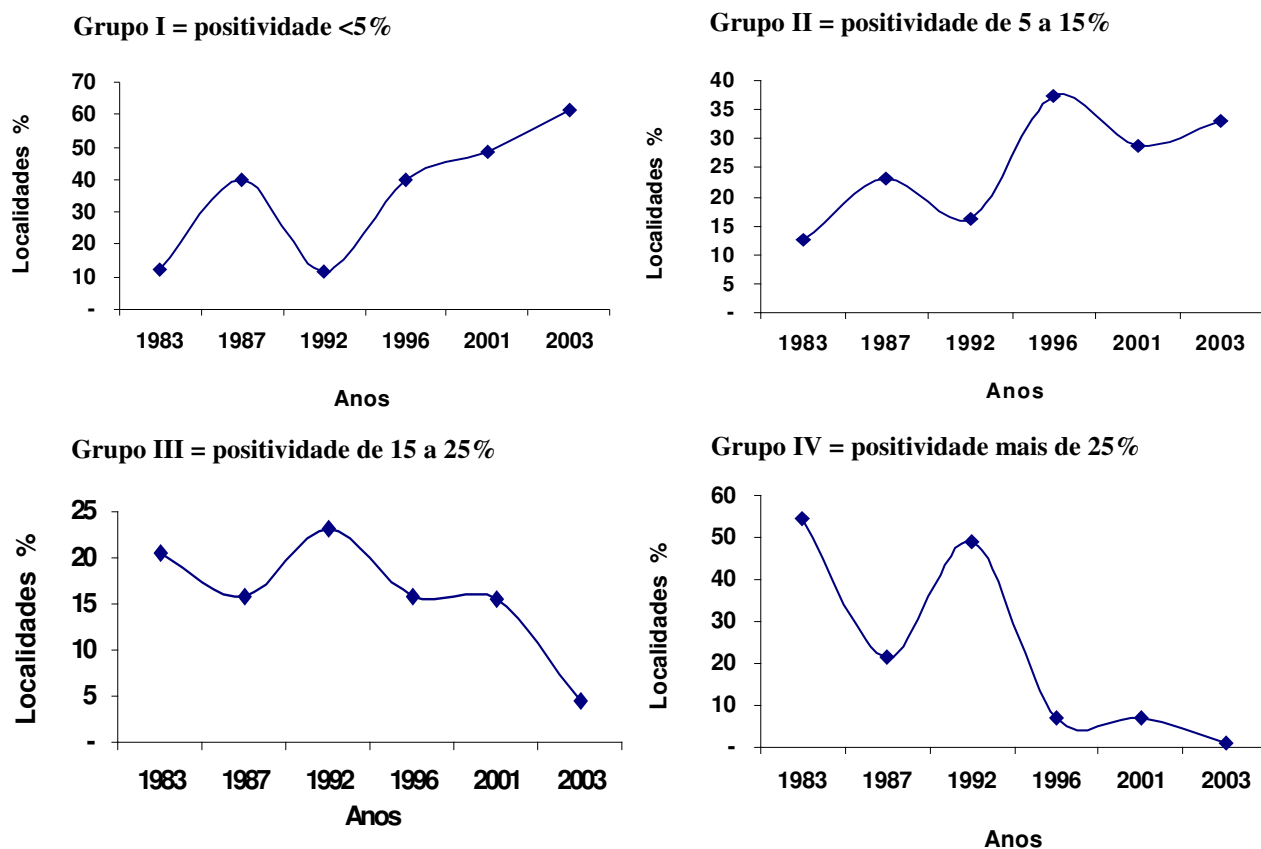 Grupo I = positividade <5%
70
60
50
40
30
20
10
-
Localidades %
1983 1987 1992 1996 2001 2003
Anos
Grupo II = positividade de 5 a 15%
40
35
30
25
20
15
10
5
-
Localidades %
1983 1987 1992 1996 2001 2003
Anos
Grupo III = positividade de 15 a 25%
25
20
15
10
5
-
Localidades %
1983 1987 1992 1996 2001 2003
Anos
Grupo IV = positividade mais de 25%
60
50
40
30
20
10
-
Localidades %
1983 1987 1992 1996 2001 2003
Anos